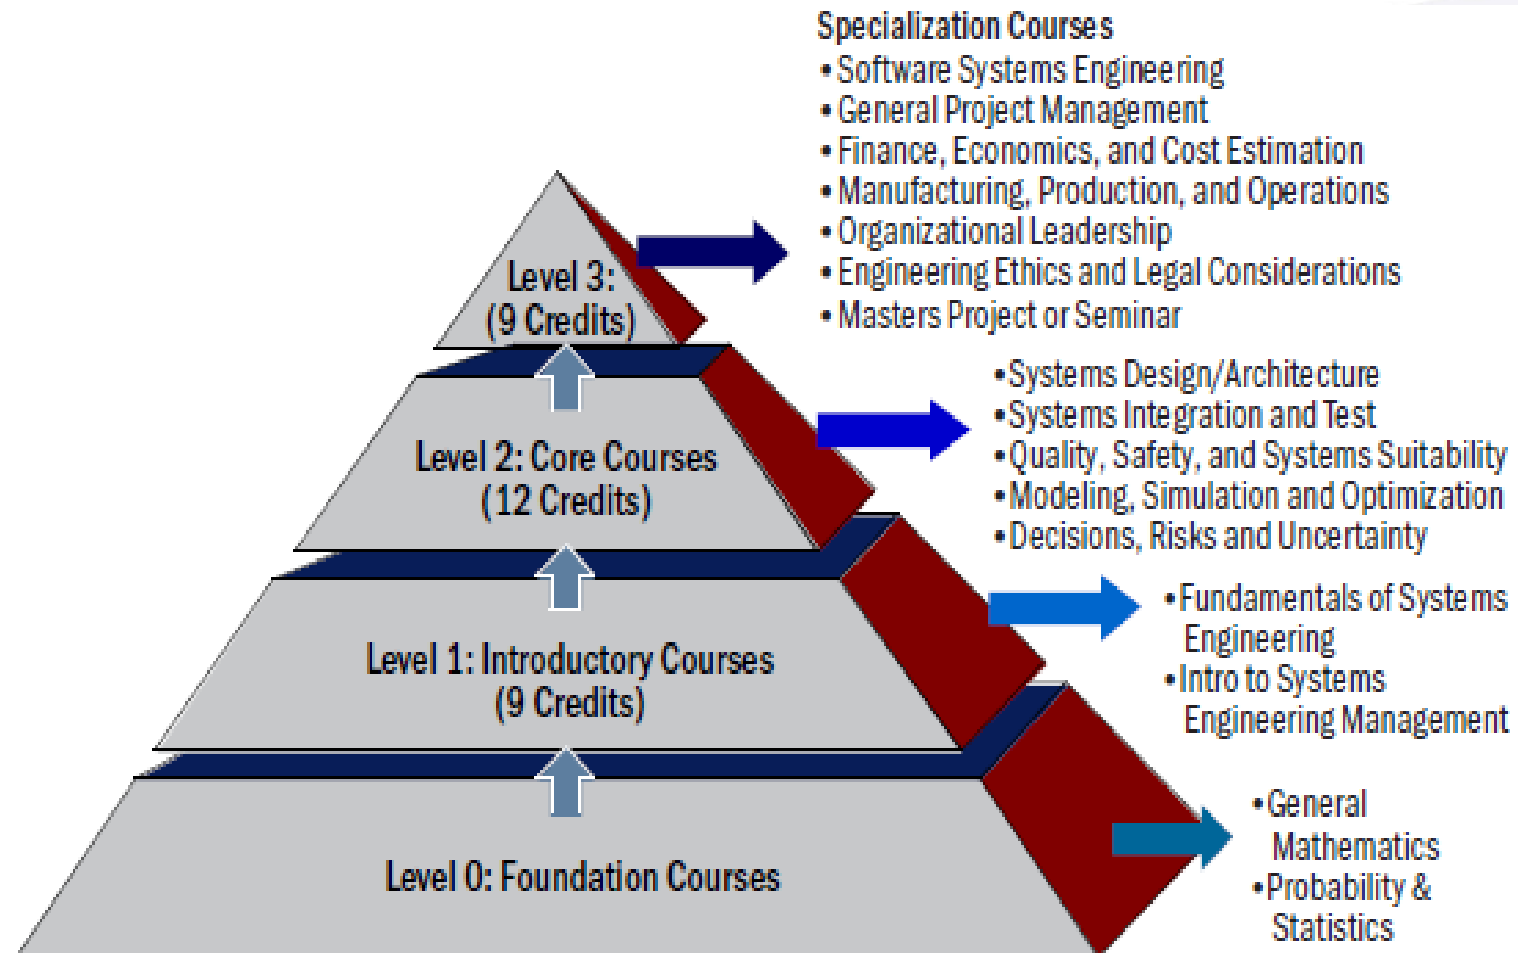 Specialization Courses
•Software Systems Engineering
•General Project Management
•Finance, Economics, and Cost Estimation
•Manufacturing, Production, and Operations
•Organizational Leadership
•Engineering Ethics and Legal Considerations
•Masters Project or Seminar
Level 3:
(9 Credits)
•Systems Design/Architecture
•Systems Integration and Test
•Quality, Safety, and Systems Suitability
•Modeling, Simulation and Optimization
•Decisions, Risks and Uncertainty
Level 2: Core Courses
(12 Credits)
•Fundamentals of Systems
Engineering
•Intro to Systems
Engineering Management
Level 1: Introductory Courses
(9 Credits)
•General
Mathematics
•Probability &
Statistics
Level 0: Foundation Courses